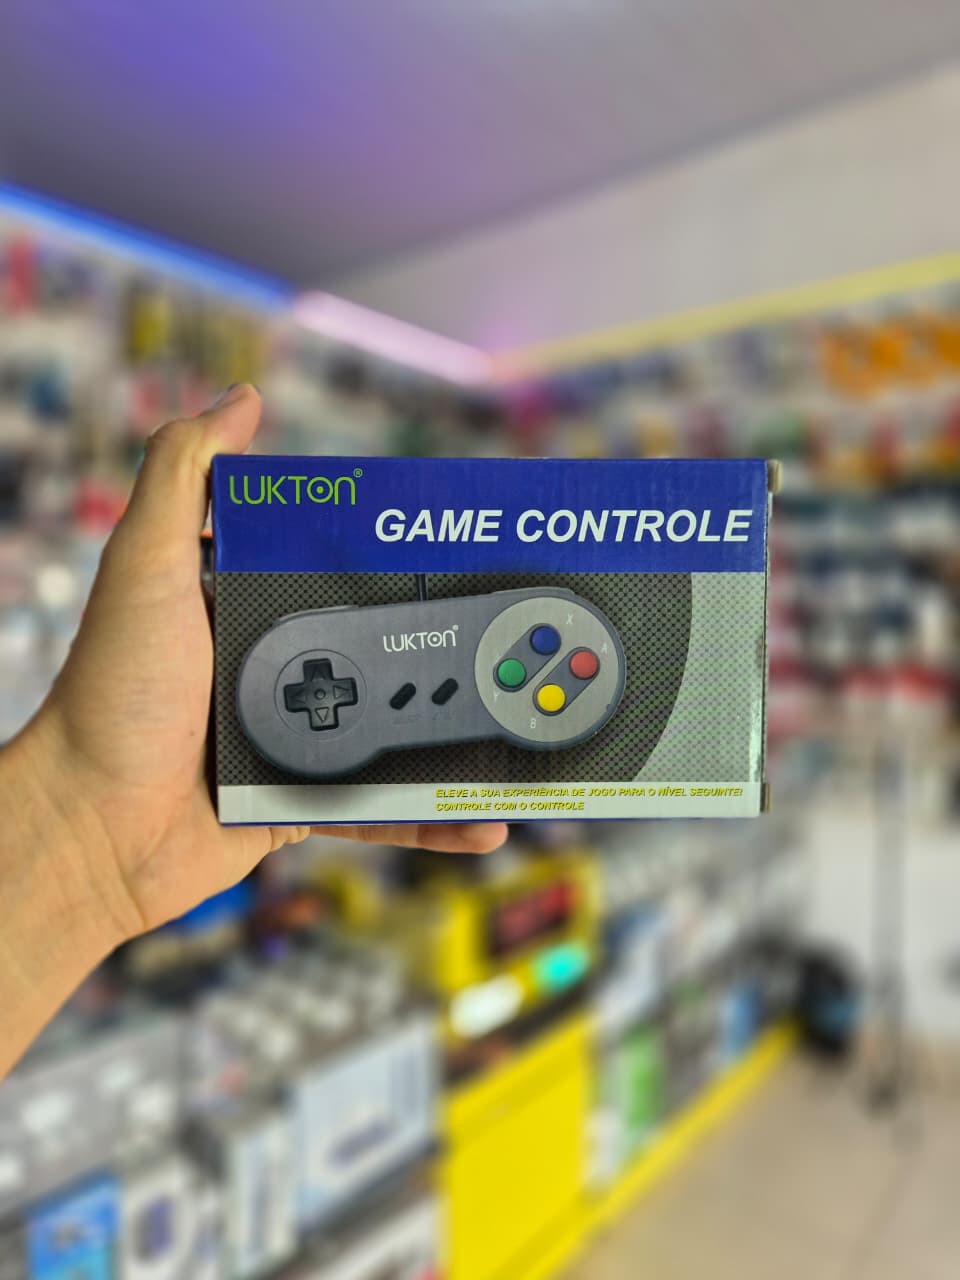 LUKTON®
GAME CONTROLE
LUKTON®
X
A
Y
B
ELEVE A SUA EXPERIÊNCIA DE JOGO PARA O NÍVEL SEGUINTE!
CONTROLE COM O CONTROLE